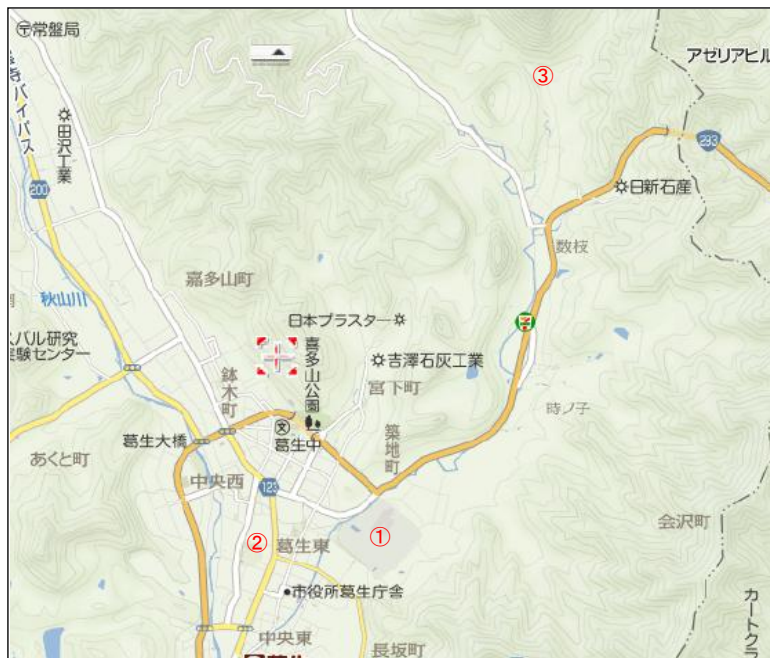 〒常盤局
アゼリアヒル
③
寺バイパス
田沢工業
200
293
日新石産
数枝
嘉多山町
秋山川
日本プラスター
バル研究
実験センター
吉澤石灰工業
嘉多山公園
宮下町
鉢木町
時ノ子
葛生大橋
文
葛生中
築地町
あくと町
中央西
123
会沢町
②
葛生東
①
市役所葛生庁舎
カートクラ
中央東
長坂町